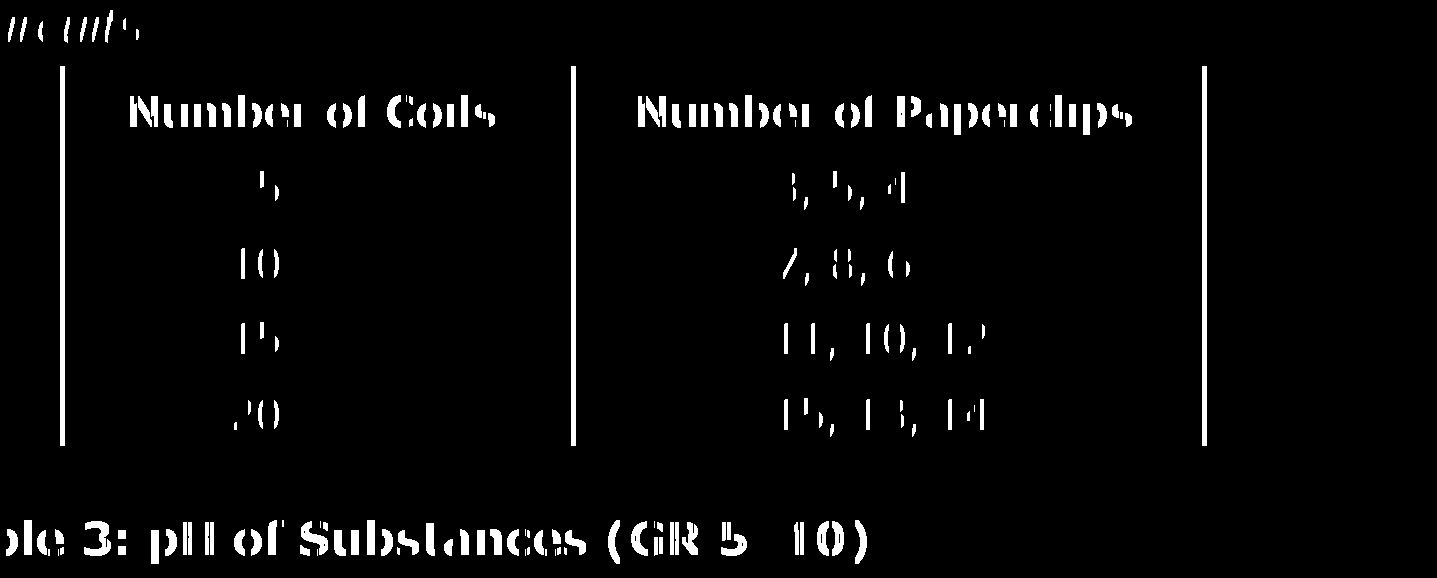 Number of Coils Number of Paperclips
5 3, 5, 4
10 7, 8, 6
15 11, 10, 12
20 15, 13, 14
3: pH of Substances (GR 5 10)